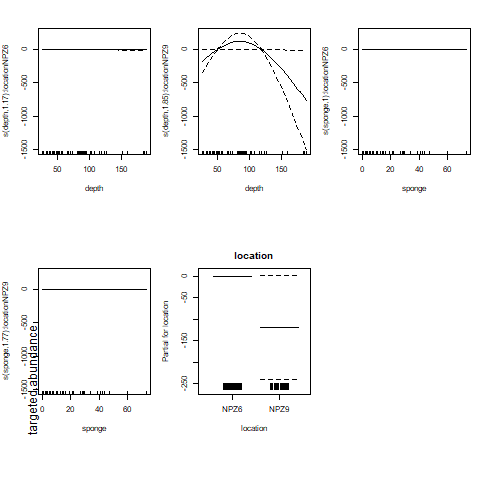 s(depth,1.17):locationNPZ6
0
-500
-1000
-1500
50
100
150
depth
s(depth,1.85):locationNPZ9
0
-500
-1000
-1500
50
100
150
depth
s(sponge,1):locationNPZ6
0
-500
-1000
-1500
0
20
40
60
sponge
s(sponge,1.77):locationNPZ9
0
-500
-1000
-1500
0
20
40
60
sponge
targeted.abundance
location
Partial for location
0
-50
-150
-250
NPZ6
NPZ9
location